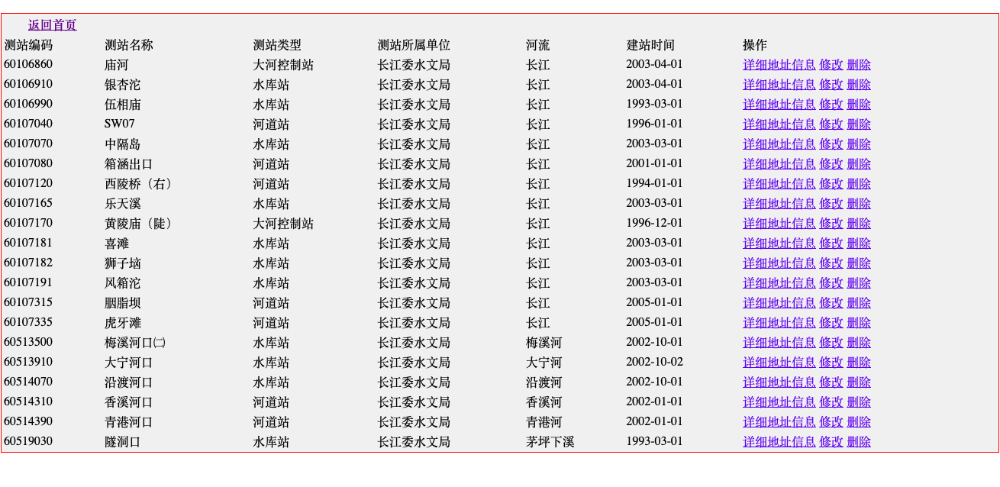 返回首页
测站编码 测站名称 测站类型 测站所属单位 河流 建站时间 操作
60106860 庙河 大河控制站 长江委水文局 长江 2003-04-01 详细地址信息 修改 删除
60106910 银杏沱 水库站 长江委水文局 长江 2003-04-01 详细地址信息 修改 删除
60106990 伍相庙 水库站 长江委水文局 长江 1993-03-01 详细地址信息 修改 删除
60107040 SW07 河道站 长江委水文局 长江 1996-01-01 详细地址信息 修改 删除
60107070 中隔岛 水库站 长江委水文局 长江 2003-03-01 详细地址信息 修改 删除
60107080 箱涵出口 河道站 长江委水文局 长江 2001-01-01 详细地址信息 修改 删除
60107120 西陵桥（右） 河道站 长江委水文局 长江 1994-01-01 详细地址信息 修改 删除
60107165 乐天溪 水库站 长江委水文局 长江 2003-03-01 详细地址信息 修改 删除
60107170 黄陵庙（陡） 大河控制站 长江委水文局 长江 1996-12-01 详细地址信息 修改 删除
60107181 喜滩 水库站 长江委水文局 长江 2003-03-01 详细地址信息 修改 删除
60107182 狮子垴 水库站 长江委水文局 长江 2003-03-01 详细地址信息 修改 删除
60107191 风箱沱 水库站 长江委水文局 长江 2003-03-01 详细地址信息 修改 删除
60107315 胭脂坝 河道站 长江委水文局 长江 2005-01-01 详细地址信息 修改 删除
60107335 虎牙滩 河道站 长江委水文局 长江 2005-01-01 详细地址信息 修改 删除
60513500 梅溪河口㈡ 水库站 长江委水文局 梅溪河 2002-10-01 详细地址信息 修改 删除
60513910 大宁河口 水库站 长江委水文局 大宁河 2002-10-02 详细地址信息 修改 删除
60514070 沿渡河口 水库站 长江委水文局 沿渡河 2002-10-01 详细地址信息 修改 删除
60514310 香溪河口 河道站 长江委水文局 香溪河 2002-01-01 详细地址信息 修改 删除
60514390 青港河口 河道站 长江委水文局 青港河 2002-01-01 详细地址信息 修改 删除
60519030 隧洞口 水库站 长江委水文局 茅坪下溪 1993-03-01 详细地址信息 修改 删除